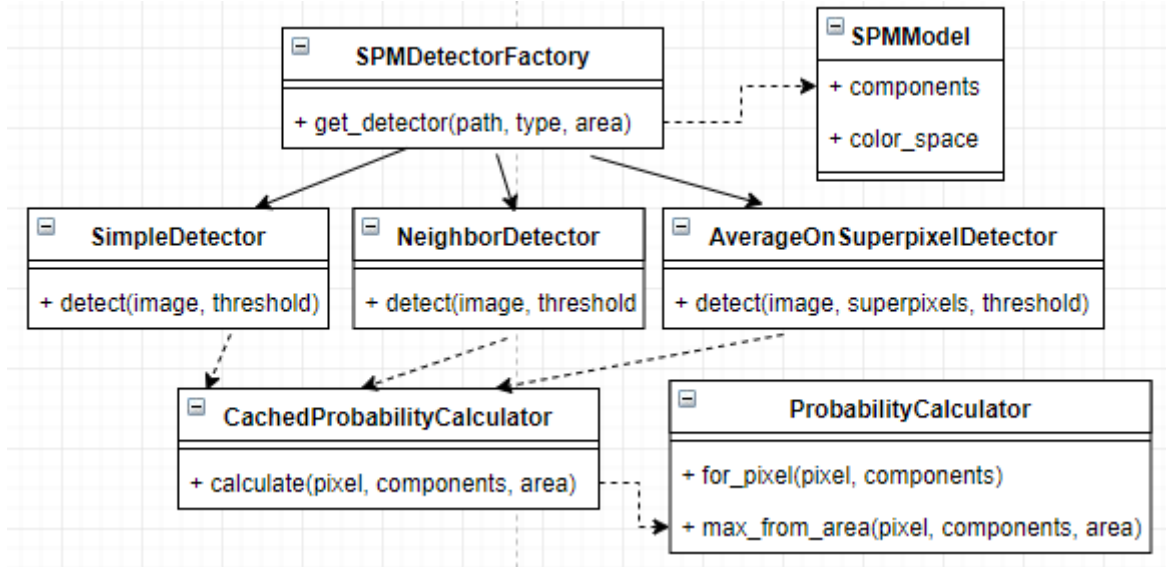 SPMDetectorFactory
+ get_detector(path, type, area)
SPMModel
+ components
+ color_space
SimpleDetector
+ detect(image, threshold)
NeighborDetector
+ detect(image, threshold
AverageOnSuperpixelDetector
+ detect(image, superpixels, threshold)
CachedProbabilityCalculator
+ calculate(pixel, components, area)
ProbabilityCalculator
+ for_pixel(pixel, components)
+ max_from_area(pixel, components, area)